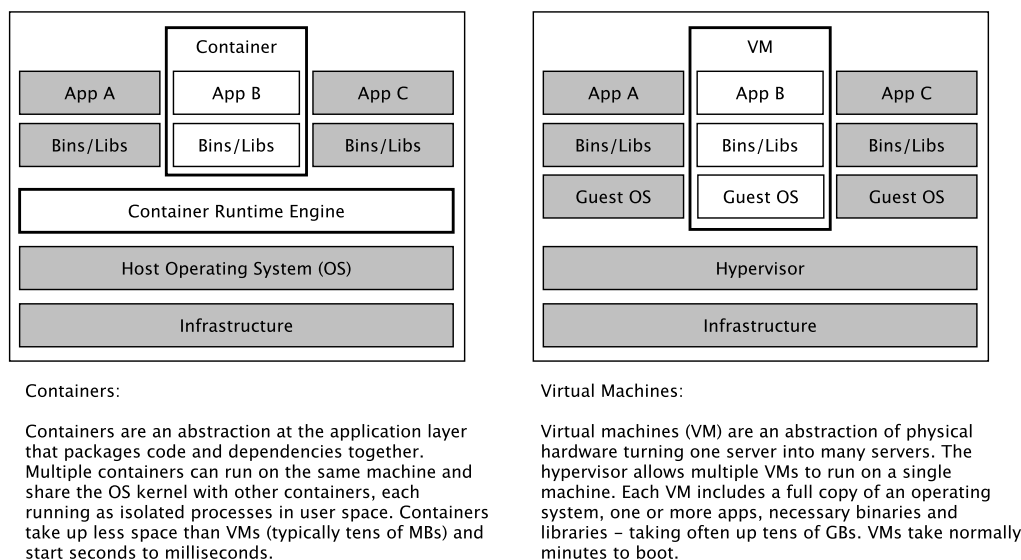 Container
App A
App B
App C
Bins/Libs
Bins/Libs
Bins/Libs
Container Runtime Engine
Host Operating System (OS)
Infrastructure
VM
App A
App B
App C
Bins/Libs
Bins/Libs
Bins/Libs
Guest OS
Guest OS
Guest OS
Hypervisor
Infrastructure
Containers:
Containers are an abstraction at the application layer
that packages code and dependencies together.
Multiple containers can run on the same machine and
share the OS kernel with other containers, each
running as isolated processes in user space. Containers
take up less space than VMs (typically tens of MBs) and
start seconds to milliseconds.
Virtual Machines:
Virtual machines (VM) are an abstraction of physical
hardware turning one server into many servers. The
hypervisor allows multiple VMs to run on a single
machine. Each VM includes a full copy of an operating
system, one or more apps, necessary binaries and
libraries – taking often up tens of GBs. VMs take normally
minutes to boot.